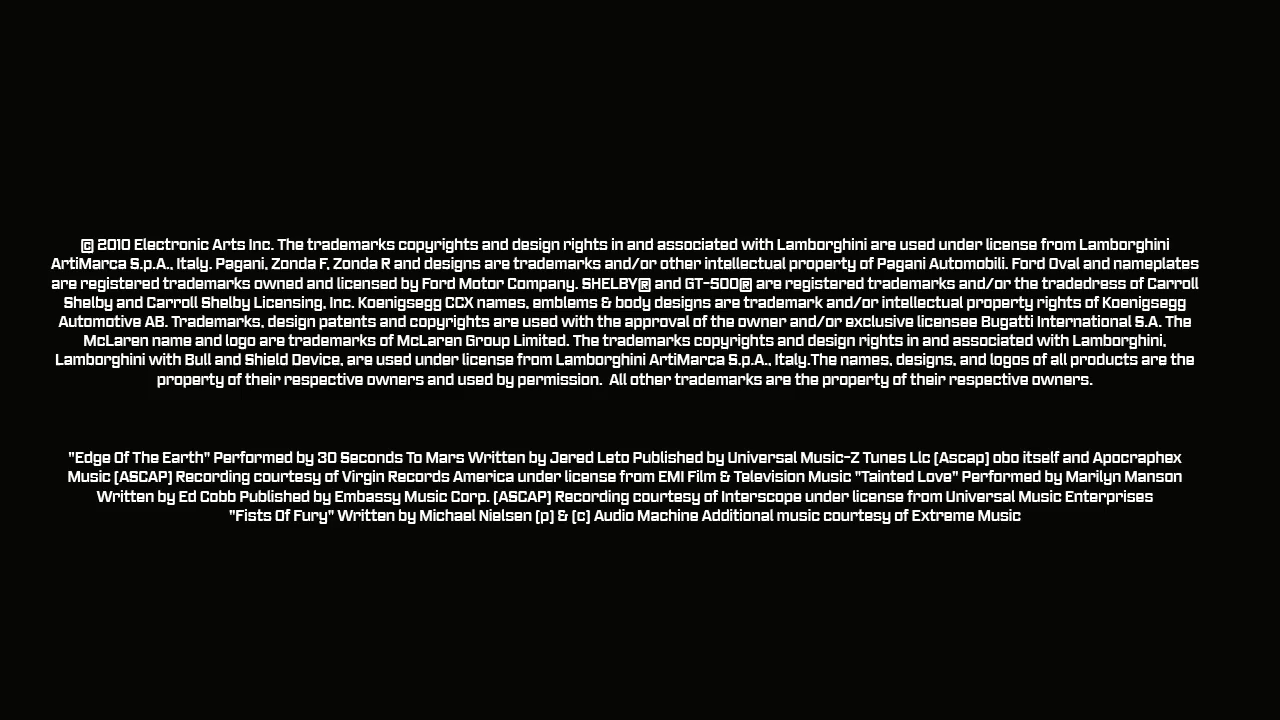 © 2010 Electronic Arts Inc. The trademarks copyrights and design rights in and associated with Lamborghini are used under license from Lamborghini
ArtiMarca S.p.A., Italy. Pagani, Zonda F, Zonda R and designs are trademarks and/or other intellectual property of Pagani Automobili. Ford Oval and nameplates
are registered trademarks owned and licensed by Ford Motor Company. SHELBY® and GT-500® are registered trademarks and/or the tradedress of Carroll
Shelby and Carroll Shelby Licensing, Inc. Koenigsegg CCX names, emblems & body designs are trademark and/or intellectual property rights of Koenigsegg
Automotive AB. Trademarks, design patents and copyrights are used with the approval of the owner and/or exclusive licensee Bugatti International S.A. The
McLaren name and logo are trademarks of McLaren Group Limited. The trademarks copyrights and design rights in and associated with Lamborghini,
Lamborghini with Bull and Shield Device, are used under license from Lamborghini ArtiMarca S.p.A., Italy.The names, designs, and logos of all products are the
property of their respective owners and used by permission.  All other trademarks are the property of their respective owners.
"Edge Of The Earth" Performed by 30 Seconds To Mars Written by Jered Leto Published by Universal Music-Z Tunes Llc (Ascap) obo itself and Apocraphex
Music (ASCAP) Recording courtesy of Virgin Records America under license from EMI Film & Television Music "Tainted Love" Performed by Marilyn Manson
Written by Ed Cobb Published by Embassy Music Corp. (ASCAP) Recording courtesy of Interscope under license from Universal Music Enterprises
"Fists Of Fury" Written by Michael Nielsen (p) & (c) Audio Machine Additional music courtesy of Extreme Music